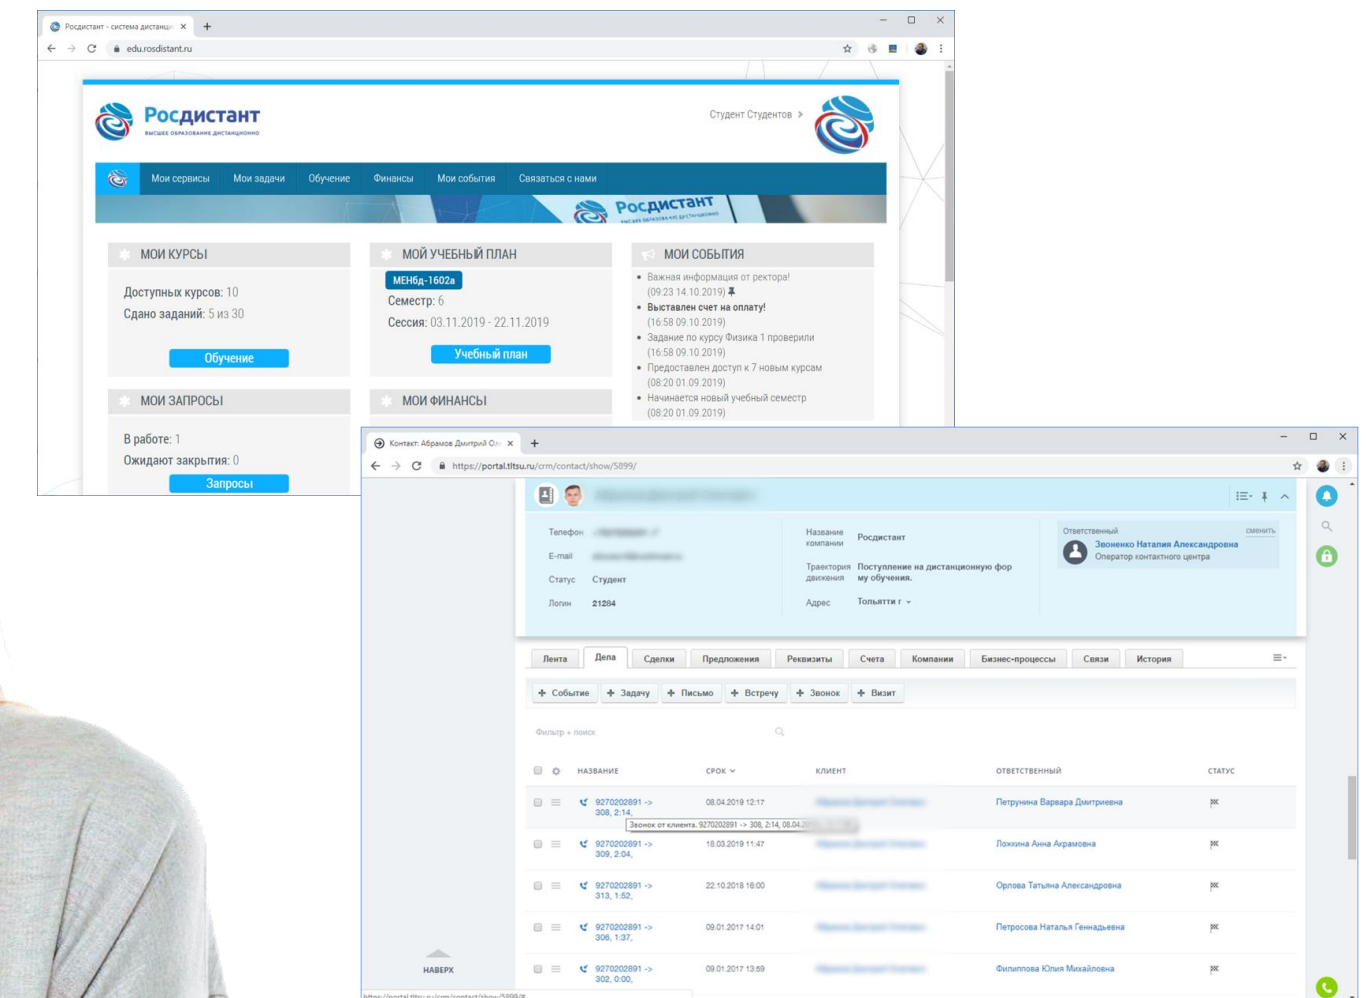 Росдистант - система дистанци
edu.rosdistant.ru
Росдистант
ВЫСШЕЕ ОБРАЗОВАНИЕ ДИСТАНЦИОННО
Студент Студентов >
Мои сервисы Мои задачи Обучение Финансы Мои события Связаться с нами
Росдистант
ВЫСШЕЕ ОБРАЗОВАНИЕ ДИСТАНЦИОННО
МОИ КУРСЫ
Доступных курсов: 10
Сдано заданий: 5 из 30
Обучение
МОЙ УЧЕБНЫЙ ПЛАН
МЕНбд-1602а
Семестр: 6
Сессия: 03.11.2019 - 22.11.2019
Учебный план
МОИ СОБЫТИЯ
Важная информация от ректора!
(09:23 14.10.2019)
Выставлен счет на оплату!
(16:58 09.10.2019)
Задание по курсу Физика 1 проверили
(16:58 09.10.2019)
Предоставлен доступ к 7 новым курсам
(08:20 01.09.2019)
Начинается новый учебный семестр
(08:20 01.09.2019)
МОИ ЗАПРОСЫ
В работе: 1
Ожидают закрытия: 0
Запросы
МОИ ФИНАНСЫ
Контакт: Абрамов Дмитрий Оле
https://portal.tltsu.ru/crm/contact/show/5899/
Телефон
E-mail
Статус Студент
Логин 21284
Название компании Росдистант
Траектория движения Поступление на дистанционную фор
му обучения.
Адрес Тольятти г
Ответственный сменить
Звоненко Наталия Александровна
Оператор контактного центра
Лента Дела Сделки Предложения Реквизиты Счета Компании Бизнес-процессы Связи История
+ Событие + Задачу + Письмо + Встречу + Звонок + Визит
Фильтр + поиск
НАЗВАНИЕ СРОК КЛИЕНТ ОТВЕТСТВЕННЫЙ СТАТУС
9270202891 -> 08.04.2019 12:17 Петрунина Варвара Дмитриевна
308, 2:14,
Звонок от клиента. 9270202891 -> 308, 2:14, 08.04.
9270202891 -> 18.03.2019 11:47 Ложкина Анна Акрамовна
309, 2:04,
9270202891 -> 22.10.2018 16:00 Орлова Татьяна Александровна
313, 1:52,
9270202891 -> 09.01.2017 14:01 Петросова Наталья Геннадьевна
306, 1:37,
9270202891 -> 09.01.2017 13:59 Филиппова Юлия Михайловна
302, 0:00,
НАВЕРХ
https://portal.tltsu.ru/crm/contact/show/5899/#